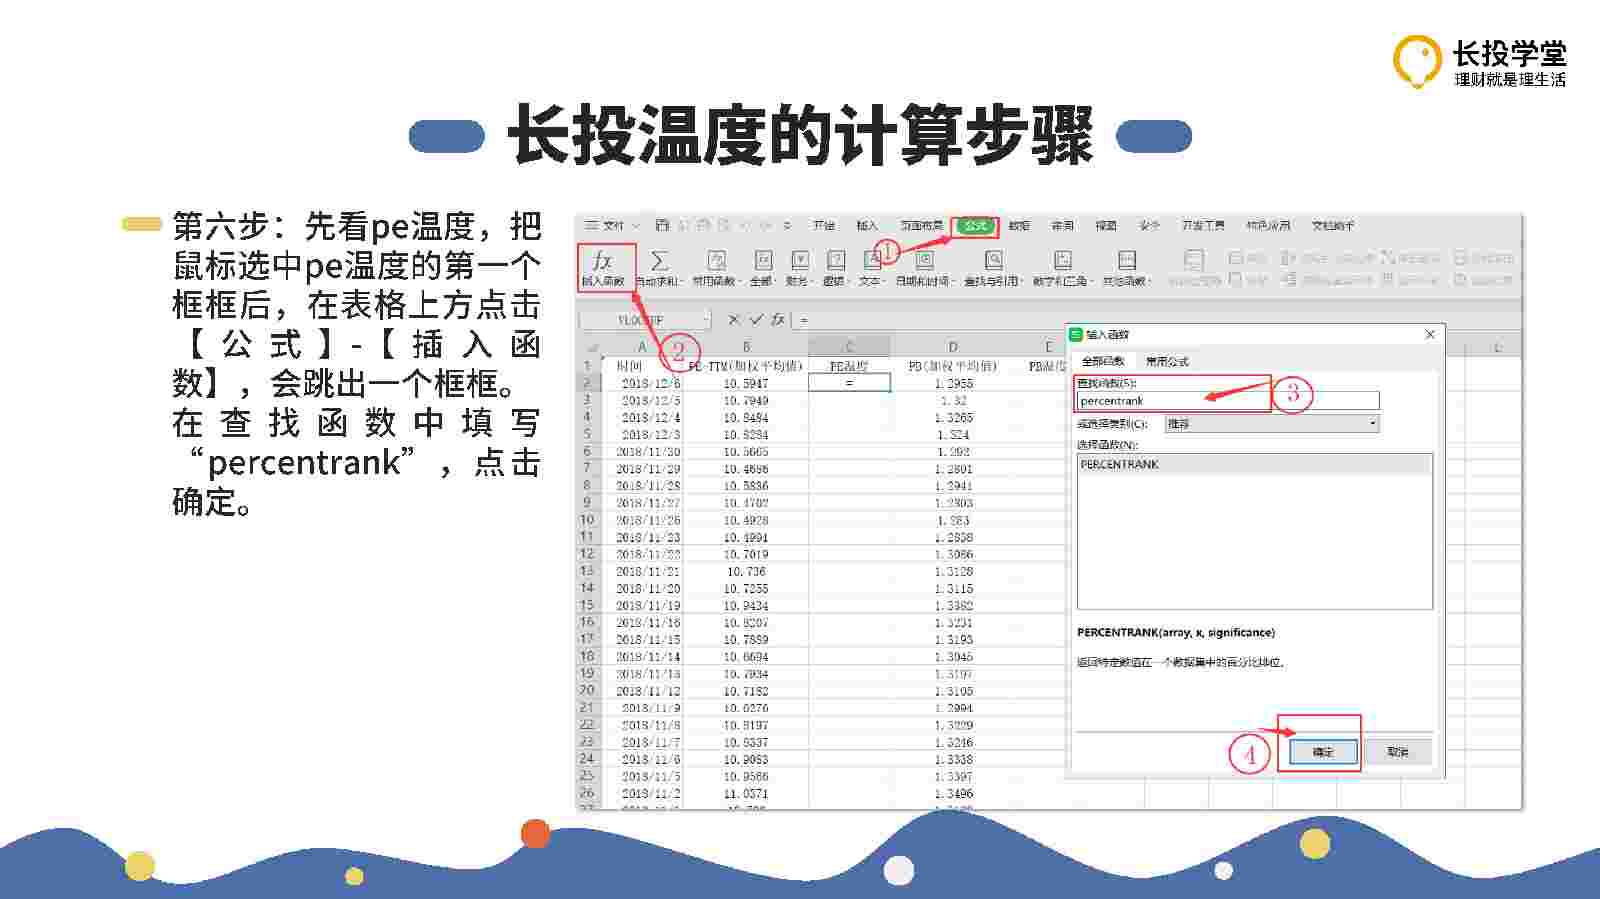 长投学堂
理财就是理生活
长投温度的计算步骤
第六步：先看pe温度，把
鼠标选中pe温度的第一个
框框后，在表格上方点击
【公式】-【插入函
数】，会跳出一个框框。
在查找函数中填写
“percentrank”，点击
确定。
文件 开始 插入 页面布局 公式 数据 审阅 视图 安全 开发工具 特色应用 文档助手
①
fx
插入函数 自动求和 常用函数 全部 财务 逻辑 文本 日期和时间 查找与引用 数学和三角 其他函数
VLOOKUP fx =
②
A B C D E L
1 时间 PE-TTM(加权平均值) PE温度 PB(加权平均值)
2 2018/12/6 10.5947 = 1.2955
3 2018/12/5 10.7949 1.32
4 2018/12/4 10.8484 1.3265
5 2018/12/3 10.8284 1.324
6 2018/11/30 10.5665 1.292
7 2018/11/29 10.4686 1.2801
8 2018/11/28 10.5836 1.2941
9 2018/11/27 10.4702 1.2803
10 2018/11/26 10.4928 1.283
11 2018/11/23 10.4991 1.2838
12 2018/11/22 10.7019 1.3086
13 2018/11/21 10.736 1.3128
14 2018/11/20 10.7255 1.3115
15 2018/11/19 10.9424 1.3382
16 2018/11/16 10.8207 1.3231
17 2018/11/15 10.7889 1.3193
18 2018/11/14 10.6694 1.3045
19 2018/11/13 10.7934 1.3197
20 2018/11/12 10.7182 1.3105
21 2018/11/9 10.6276 1.2994
22 2018/11/8 10.8197 1.3229
23 2018/11/7 10.8337 1.3246
24 2018/11/6 10.9083 1.3338
25 2018/11/5 10.9566 1.3397
26 2018/11/2 11.0371 1.3496
插入函数
全部函数 常用公式
查找函数(S):
percentrank
③
或选择类别(C): 推荐
选择函数(N):
PERCENTRANK
PERCENTRANK(array, x, significance)
返回特定数值在一个数据集中的百分比排位。
④
确定 取消